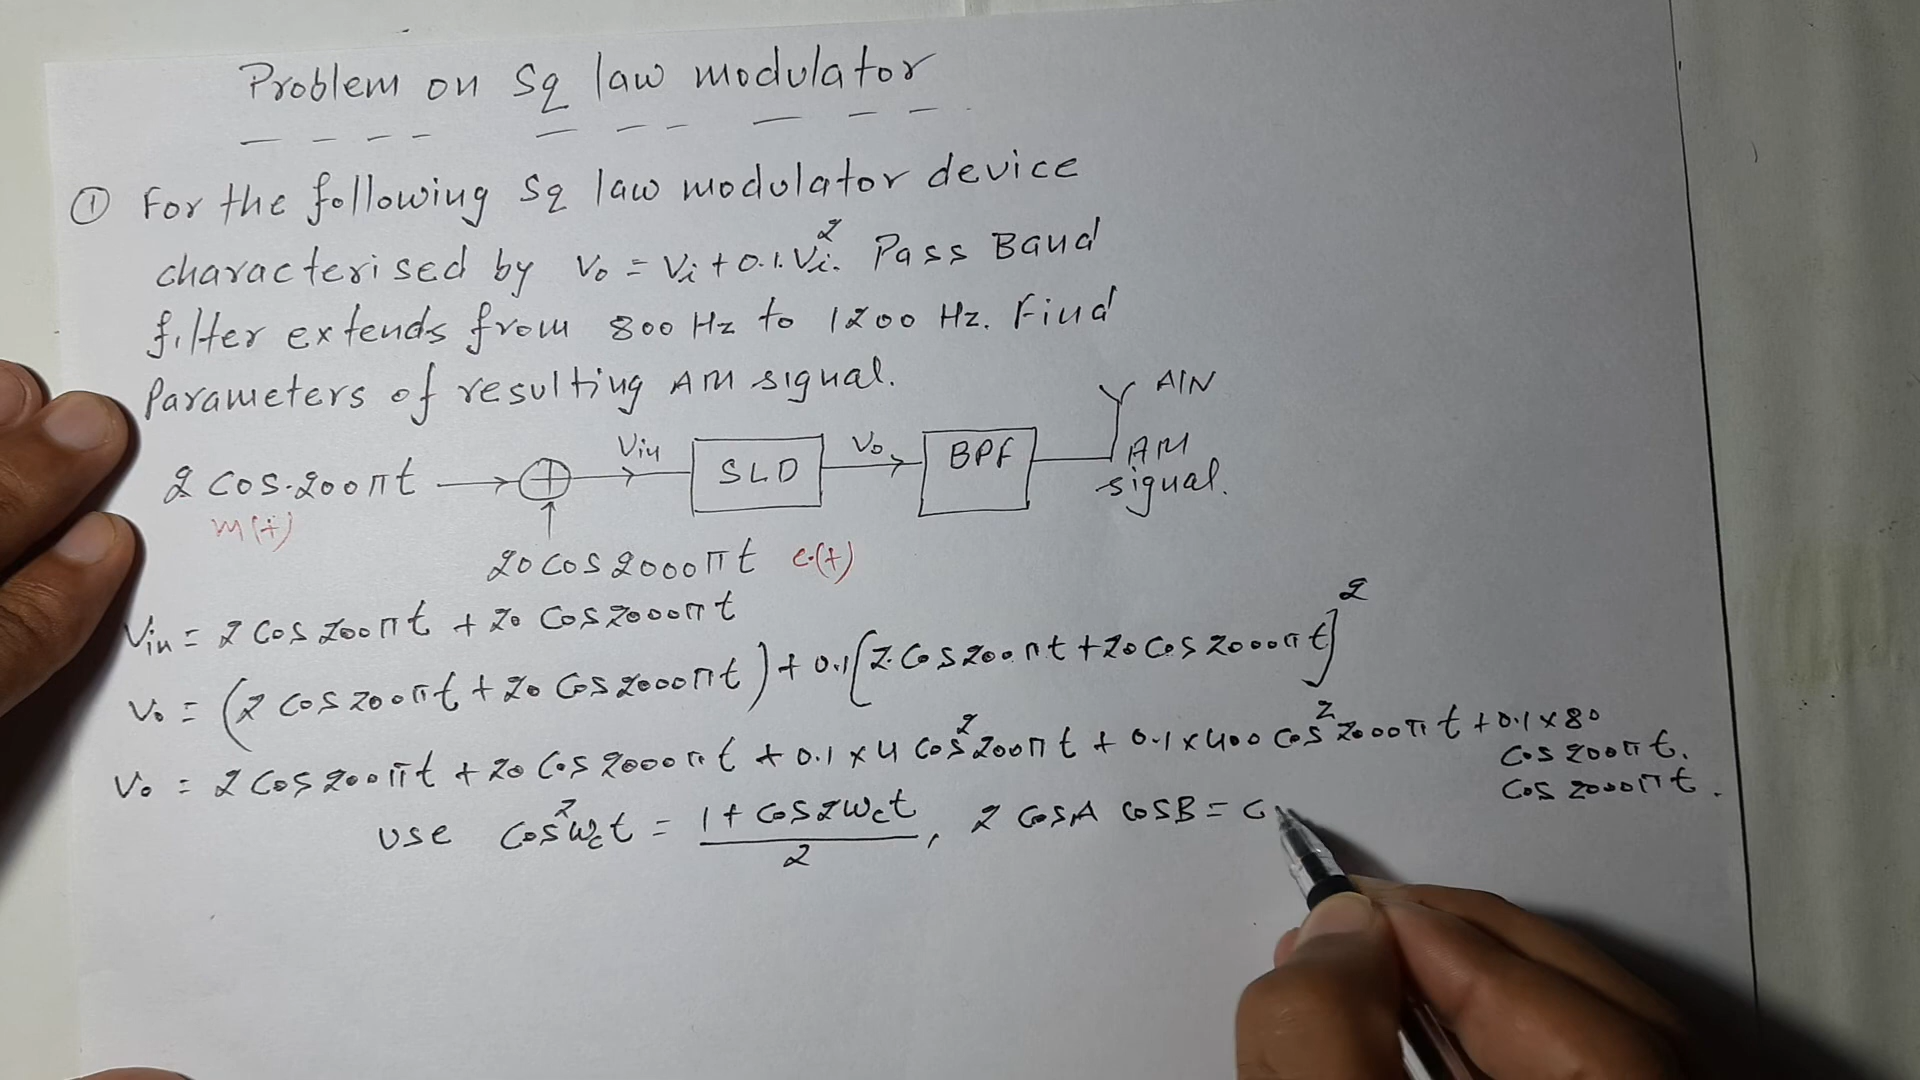 Problem on Sq law modulator
① For the following Sq law modulator device
characterised by V₀ = Vᵢ + 0.1.Vᵢ². Pass Band
filter extends from 800 Hz to 1200 Hz. Find
Parameters of resulting AM signal.
2 cos.200πt
m(t)
Vin
SLD
V₀
BPF
AIN
AM
signal.
20 cos 2000πt c.(t)
Vin = 2 cos 200πt + 20 cos 2000πt
V₀ = (2 cos 200πt + 20 cos 2000πt) + 0.1[2.cos 200πt + 20 cos 2000πt]²
V₀ = 2 cos 200πt + 20 cos 2000πt + 0.1 x 4 cos² 200πt + 0.1 x 400 cos² 2000πt + 0.1 x 80
cos 200πt.
cos 2000πt.
use cos²ωct = (1 + cos 2ωct)/2, 2 cosA cosB = c